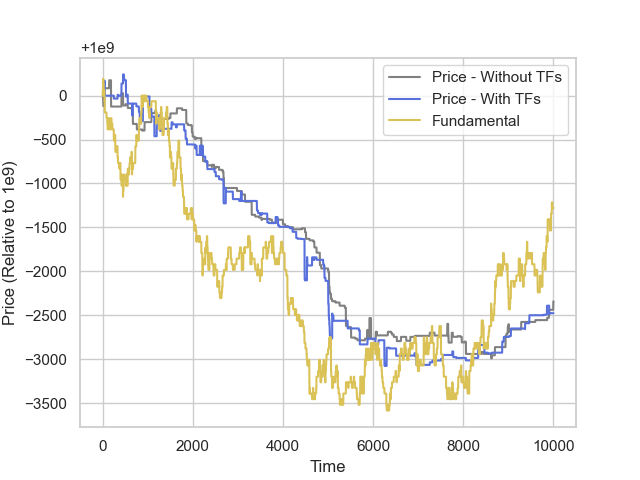 +1e9
Price - Without TFs
Price - With TFs
Fundamental
0
−500
−1000
−1500
−2000
−2500
−3000
−3500
Price (Relative to 1e9)
0
2000
4000
6000
8000
10000
Time